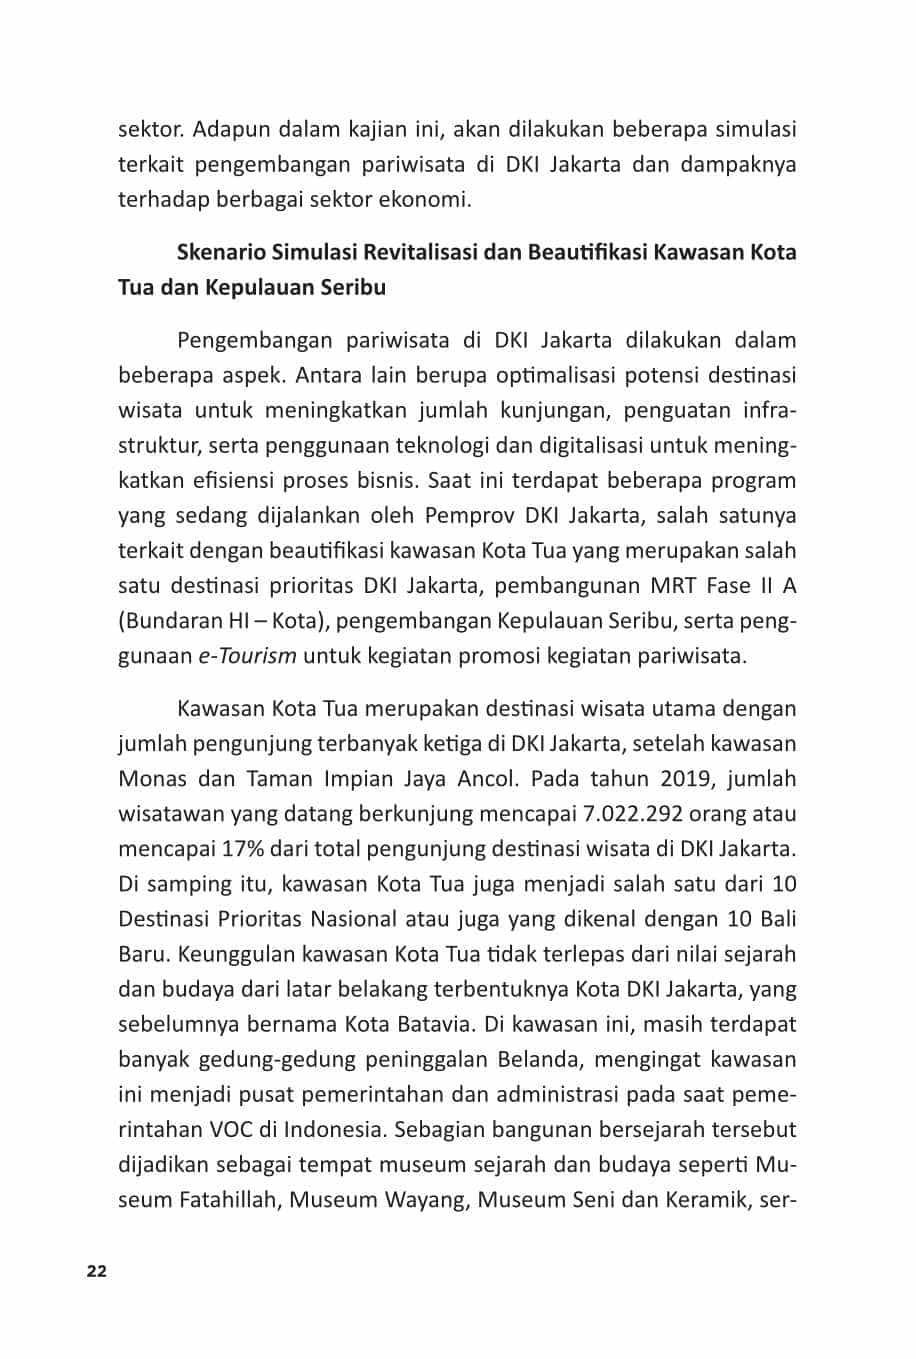 sektor. Adapun dalam kajian ini, akan dilakukan beberapa simulasi
terkait pengembangan pariwisata di DKI Jakarta dan dampaknya
terhadap berbagai sektor ekonomi.
Skenario Simulasi Revitalisasi dan Beautifikasi Kawasan Kota
Tua dan Kepulauan Seribu
Pengembangan pariwisata di DKI Jakarta dilakukan dalam
beberapa aspek. Antara lain berupa optimalisasi potensi destinasi
wisata untuk meningkatkan jumlah kunjungan, penguatan infra-
struktur, serta penggunaan teknologi dan digitalisasi untuk mening-
katkan efisiensi proses bisnis. Saat ini terdapat beberapa program
yang sedang dijalankan oleh Pemprov DKI Jakarta, salah satunya
terkait dengan beautifikasi kawasan Kota Tua yang merupakan salah
satu destinasi prioritas DKI Jakarta, pembangunan MRT Fase II A
(Bundaran HI – Kota), pengembangan Kepulauan Seribu, serta peng-
gunaan e-Tourism untuk kegiatan promosi kegiatan pariwisata.
Kawasan Kota Tua merupakan destinasi wisata utama dengan
jumlah pengunjung terbanyak ketiga di DKI Jakarta, setelah kawasan
Monas dan Taman Impian Jaya Ancol. Pada tahun 2019, jumlah
wisatawan yang datang berkunjung mencapai 7.022.292 orang atau
mencapai 17% dari total pengunjung destinasi wisata di DKI Jakarta.
Di samping itu, kawasan Kota Tua juga menjadi salah satu dari 10
Destinasi Prioritas Nasional atau juga yang dikenal dengan 10 Bali
Baru. Keunggulan kawasan Kota Tua tidak terlepas dari nilai sejarah
dan budaya dari latar belakang terbentuknya Kota DKI Jakarta, yang
sebelumnya bernama Kota Batavia. Di kawasan ini, masih terdapat
banyak gedung-gedung peninggalan Belanda, mengingat kawasan
ini menjadi pusat pemerintahan dan administrasi pada saat peme-
rintahan VOC di Indonesia. Sebagian bangunan bersejarah tersebut
dijadikan sebagai tempat museum sejarah dan budaya seperti Mu-
seum Fatahillah, Museum Wayang, Museum Seni dan Keramik, ser-
22